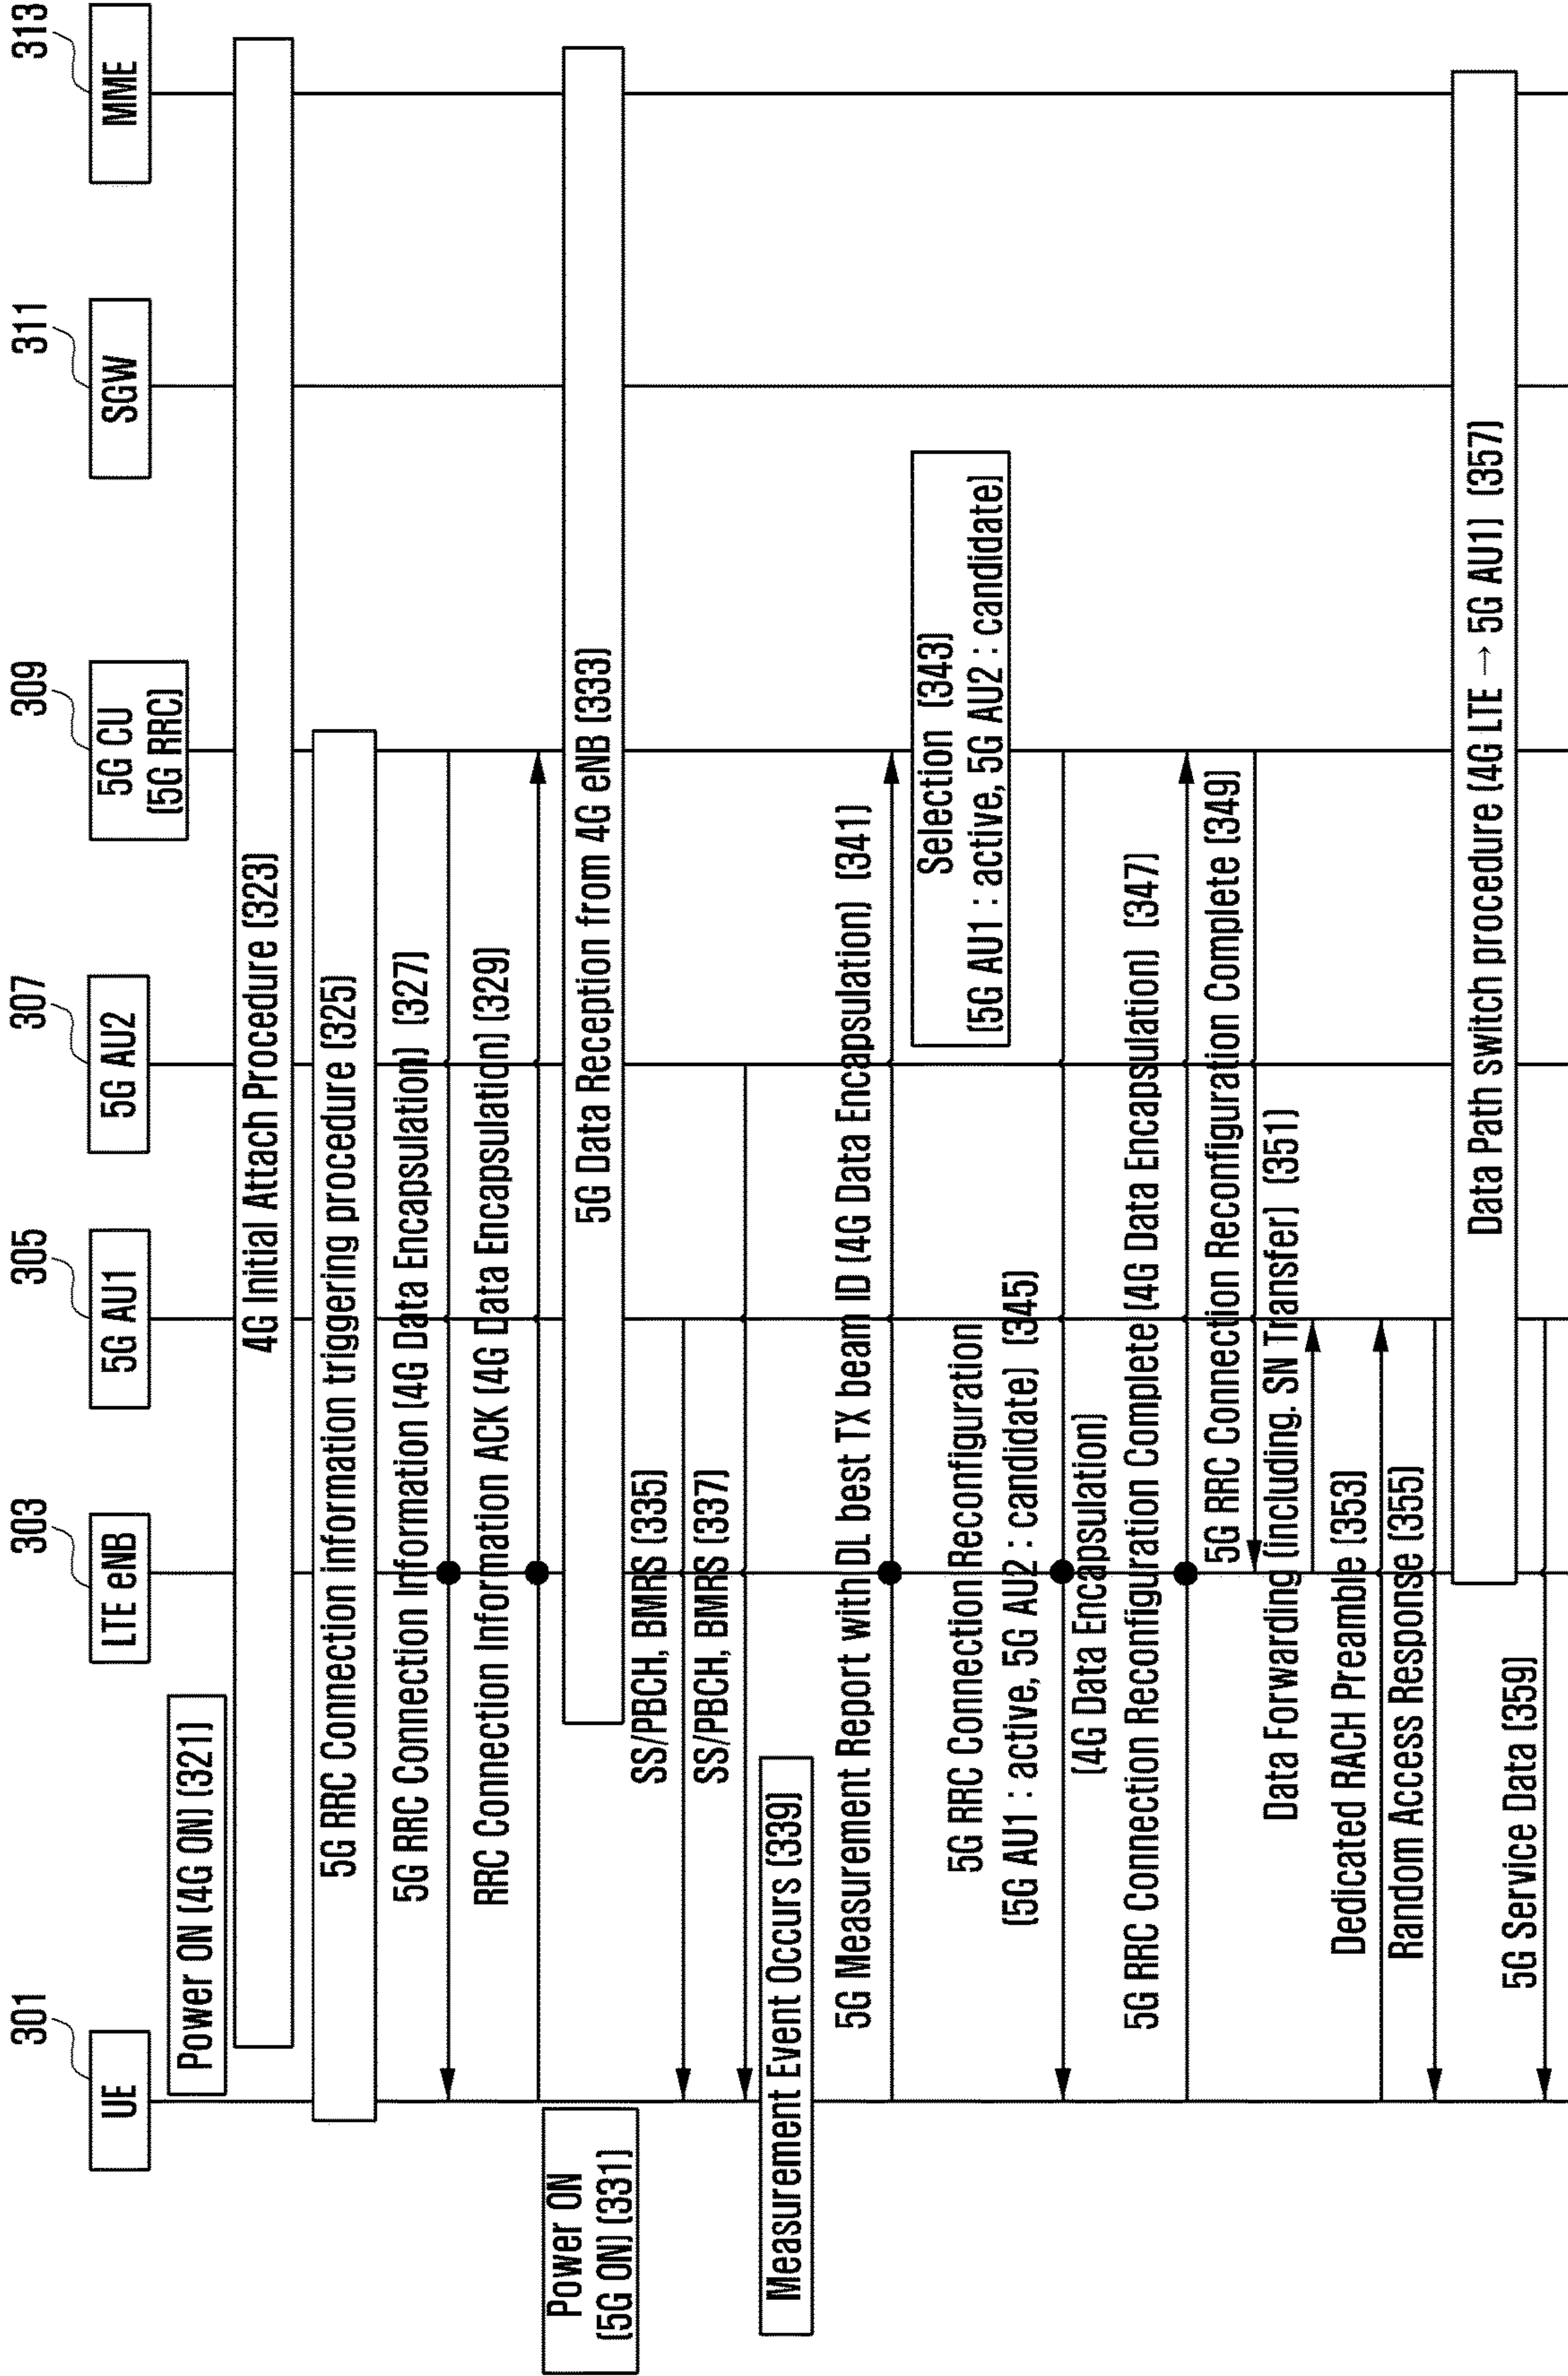 301
303
305
307
309
311
313
UE
LTE eNB
5G AU1
5G AU2
5G CU
(5G RRC)
SGW
MME
Power ON (4G ON) (321)
4G Initial Attach Procedure (323)
5G RRC Connection information triggering procedure (325)
5G RRC Connection Information (4G Data Encapsulation) (327)
RRC Connection Information ACK (4G Data Encapsulation) (329)
Power ON
(5G ON) (331)
5G Data Reception from 4G eNB (333)
SS/PBCH, BMRS (335)
SS/PBCH, BMRS (337)
Measurement Event Occurs (339)
5G Measurement Report with DL best TX beam ID (4G Data Encapsulation) (341)
Selection (343)
(5G AU1 : active, 5G AU2 : candidate)
5G RRC Connection Reconfiguration
(5G AU1 : active, 5G AU2 : candidate) (345)
(4G Data Encapsulation)
5G RRC Connection Reconfiguration Complete (4G Data Encapsulation) (347)
5G RRC Connection Reconfiguration Complete (349)
Data Forwarding (including. SN Transfer) (351)
Dedicated RACH Preamble (353)
Random Access Response (355)
Data Path switch procedure (4G LTE → 5G AU1) (357)
5G Service Data (359)